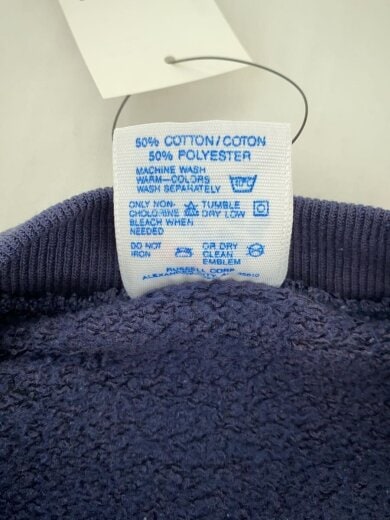 50% COTTON/COTON
50% POLYESTER
MACHINE WASH
WARM-COLORS
WASH SEPARATELY
ONLY NON- TUMBLE
CHOLORINE DRY LOW
BLEACH WHEN
NEEDED
DO NOT OR DRY
IRON CLEAN
EMBLEM
RUSSELL CORP.